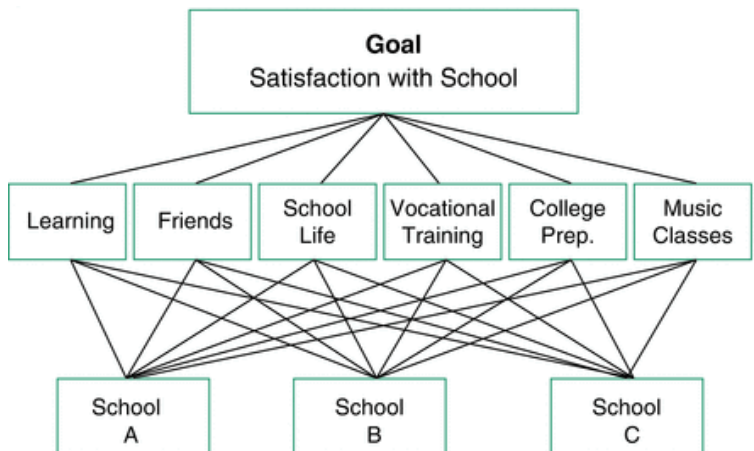 Goal
Satisfaction with School
Learning
Friends
School
Life
Vocational
Training
College
Prep.
Music
Classes
School
A
School
B
School
C